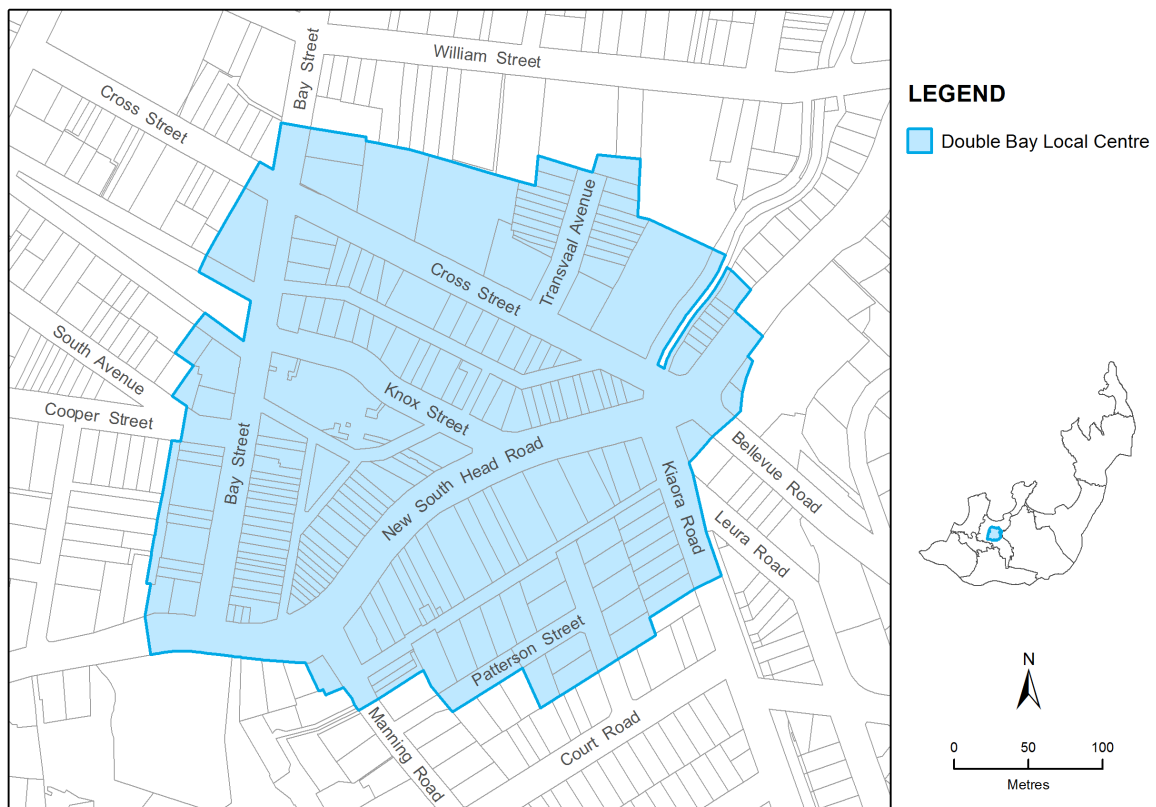 William Street
Bay Street
Cross Street
LEGEND
Double Bay Local Centre
Transvaal Avenue
Cross Street
South Avenue
Knox Street
Cooper Street
Bay Street
New South Head Road
Bellevue Road
Kiaora Road
Leura Road
Patterson Street
Manning Road
Court Road
N
0 50 100
Metres